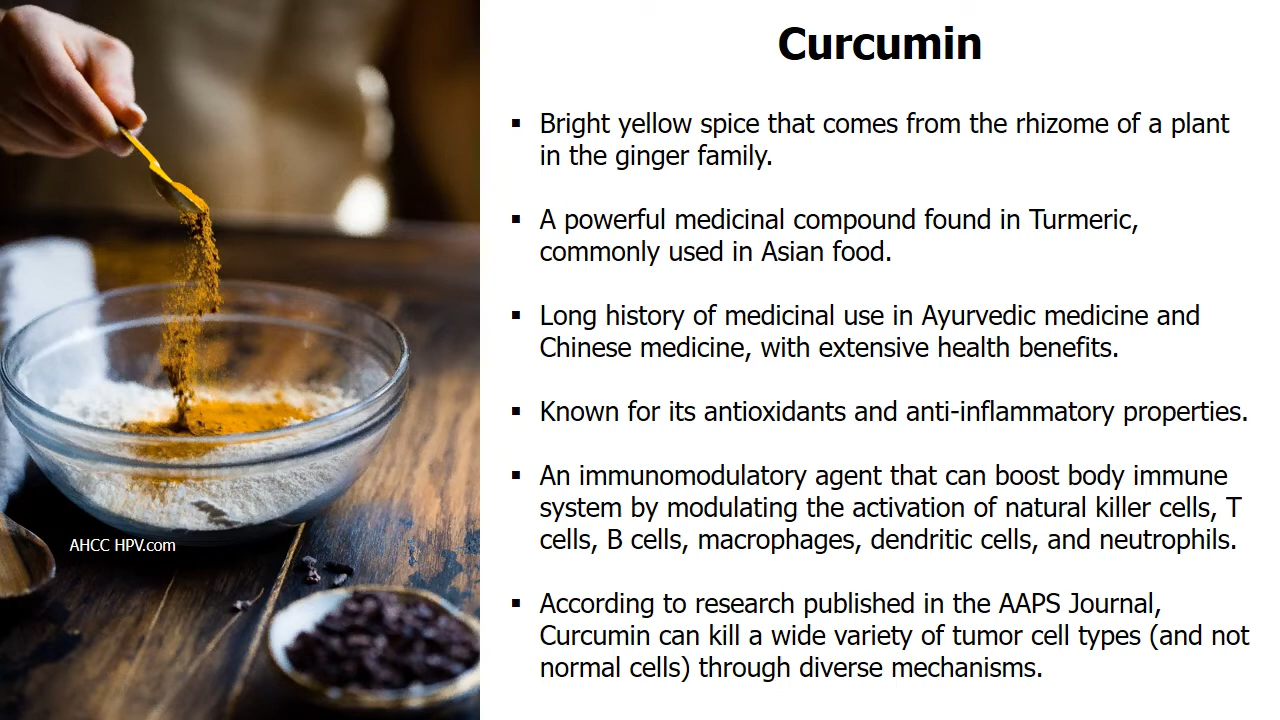 Curcumin
▪ Bright yellow spice that comes from the rhizome of a plant
in the ginger family.
▪ A powerful medicinal compound found in Turmeric,
commonly used in Asian food.
▪ Long history of medicinal use in Ayurvedic medicine and
Chinese medicine, with extensive health benefits.
▪ Known for its antioxidants and anti-inflammatory properties.
▪ An immunomodulatory agent that can boost body immune
system by modulating the activation of natural killer cells, T
cells, B cells, macrophages, dendritic cells, and neutrophils.
▪ According to research published in the AAPS Journal,
Curcumin can kill a wide variety of tumor cell types (and not
normal cells) through diverse mechanisms.
AHCC HPV.com